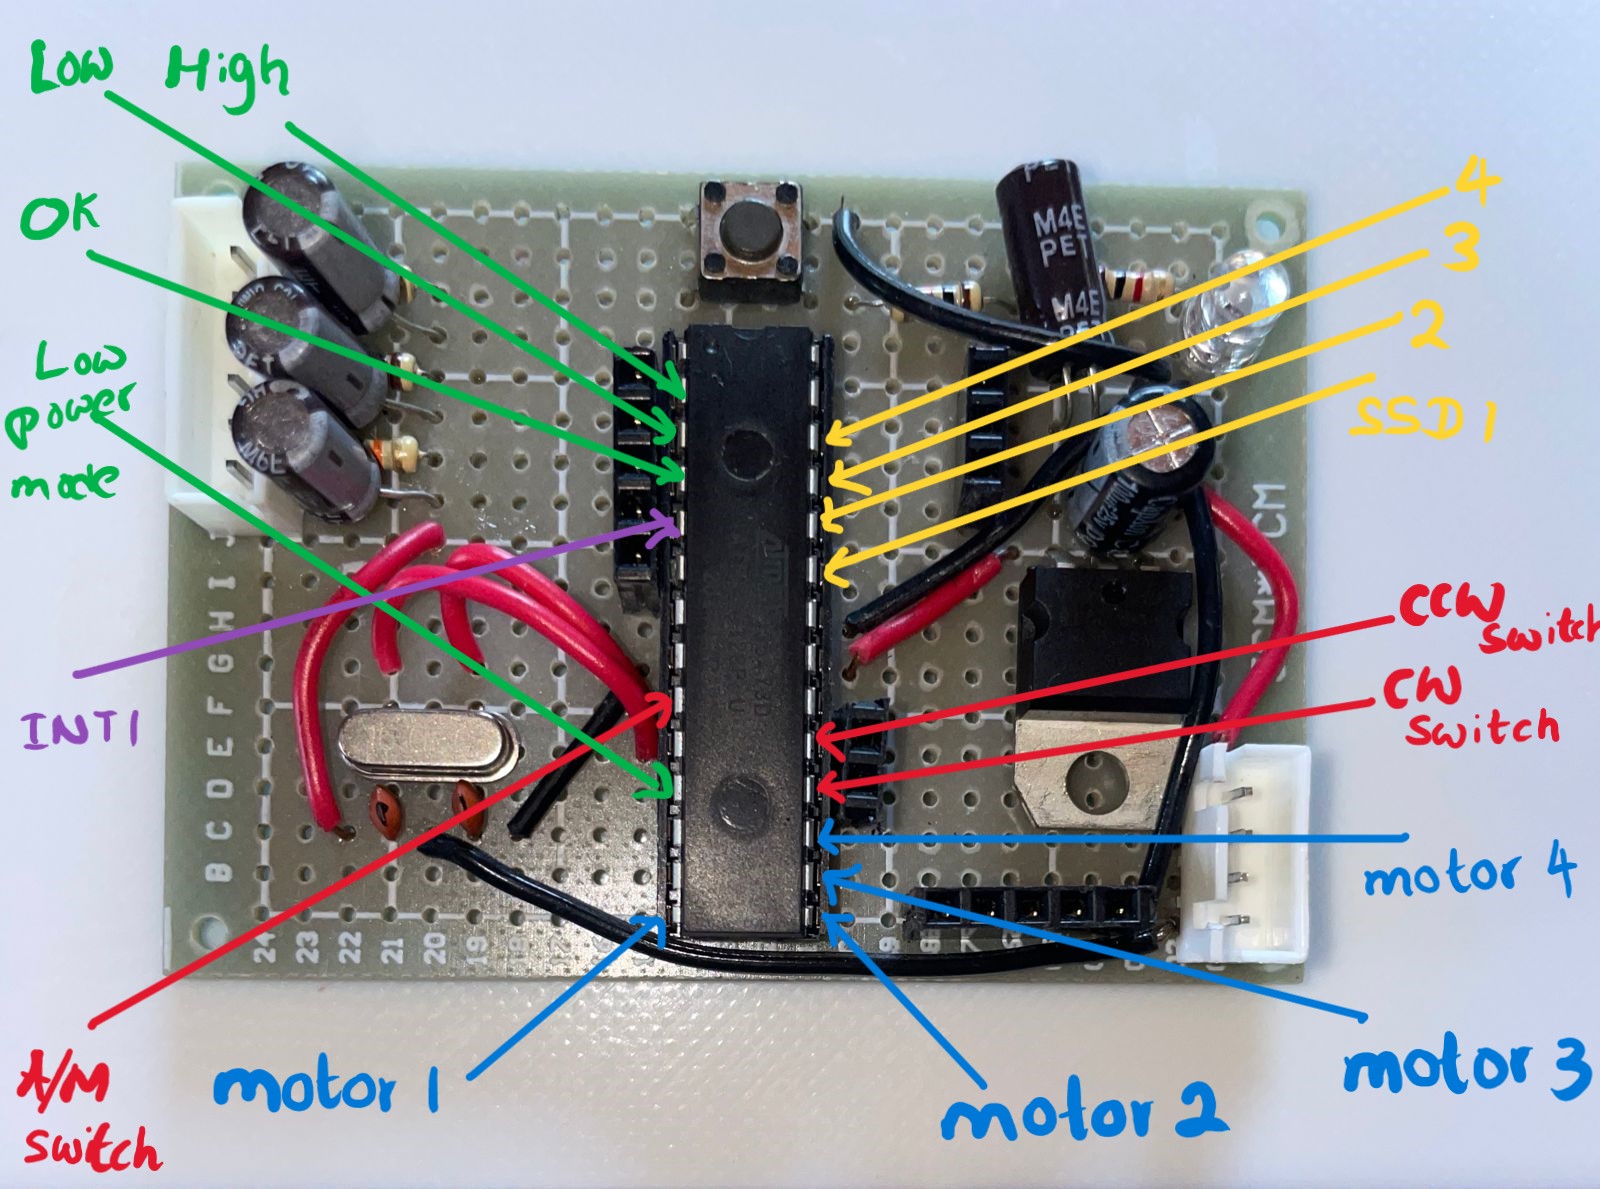 Low High
OK
Low
power
mode
INT1
A/M
switch
motor 1
motor 2
motor 3
motor 4
CW
switch
CCW
switch
SSD 1
2
3
4
M4E
PET
M4E
M6E
CM
I
H
G
F
E
D
C
B
24
23
22
21
20
19